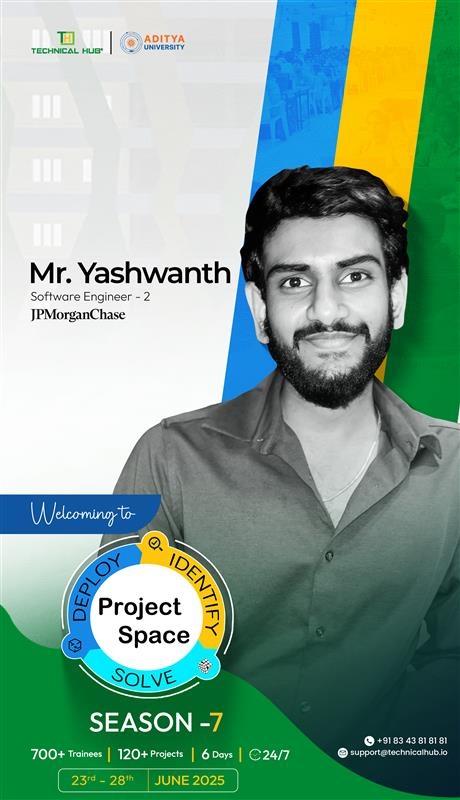 TECHNICAL HUB
ADITYA
UNIVERSITY
Mr. Yashwanth
Software Engineer - 2
JPMorganChase
Welcoming to
DEPLOY
IDENTIFY
SOLVE
Project
Space
SEASON -7
700+ Trainees | 120+ Projects | 6 Days | 24/7
23rd - 28th | JUNE 2025
+91 83 43 81 81 81
support@technicalhub.io